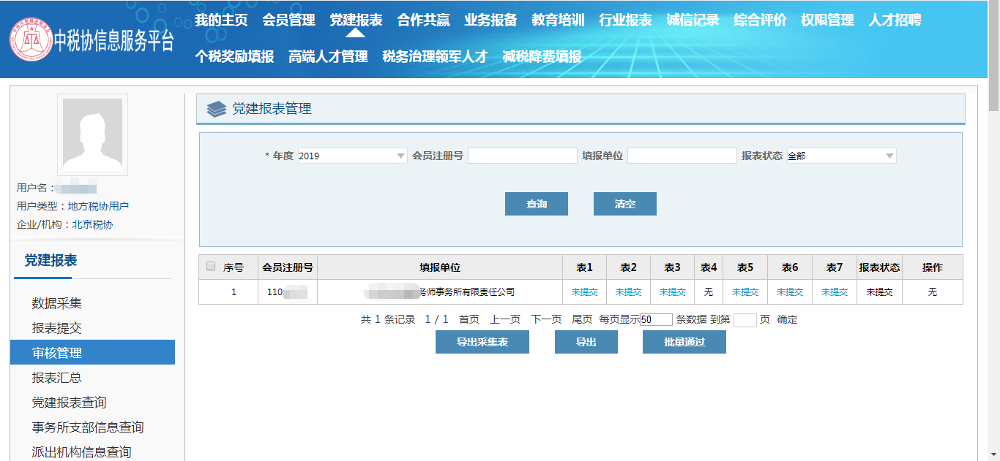 中税协信息服务平台
我的主页 会员管理 党建报表 合作共赢 业务报备 教育培训 行业报表 诚信记录 综合评价 权限管理 人才招聘
个税奖励填报 高端人才管理 税务治理领军人才 减税降费填报
用户名：
用户类型：地方税协用户
企业/机构：北京税协
党建报表
数据采集
报表提交
审核管理
报表汇总
党建报表查询
事务所支部信息查询
派出机构信息查询
党建报表管理
* 年度 2019 会员注册号 填报单位 报表状态 全部
查询 清空
序号 会员注册号 填报单位 表1 表2 表3 表4 表5 表6 表7 报表状态 操作
1 110 务师事务所有限责任公司 未提交 未提交 未提交 无 未提交 未提交 未提交 未提交 无
共 1 条记录 1 / 1 首页 上一页 下一页 尾页 每页显示 50 条数据 到第 页 确定
导出采集表 导出 批量通过